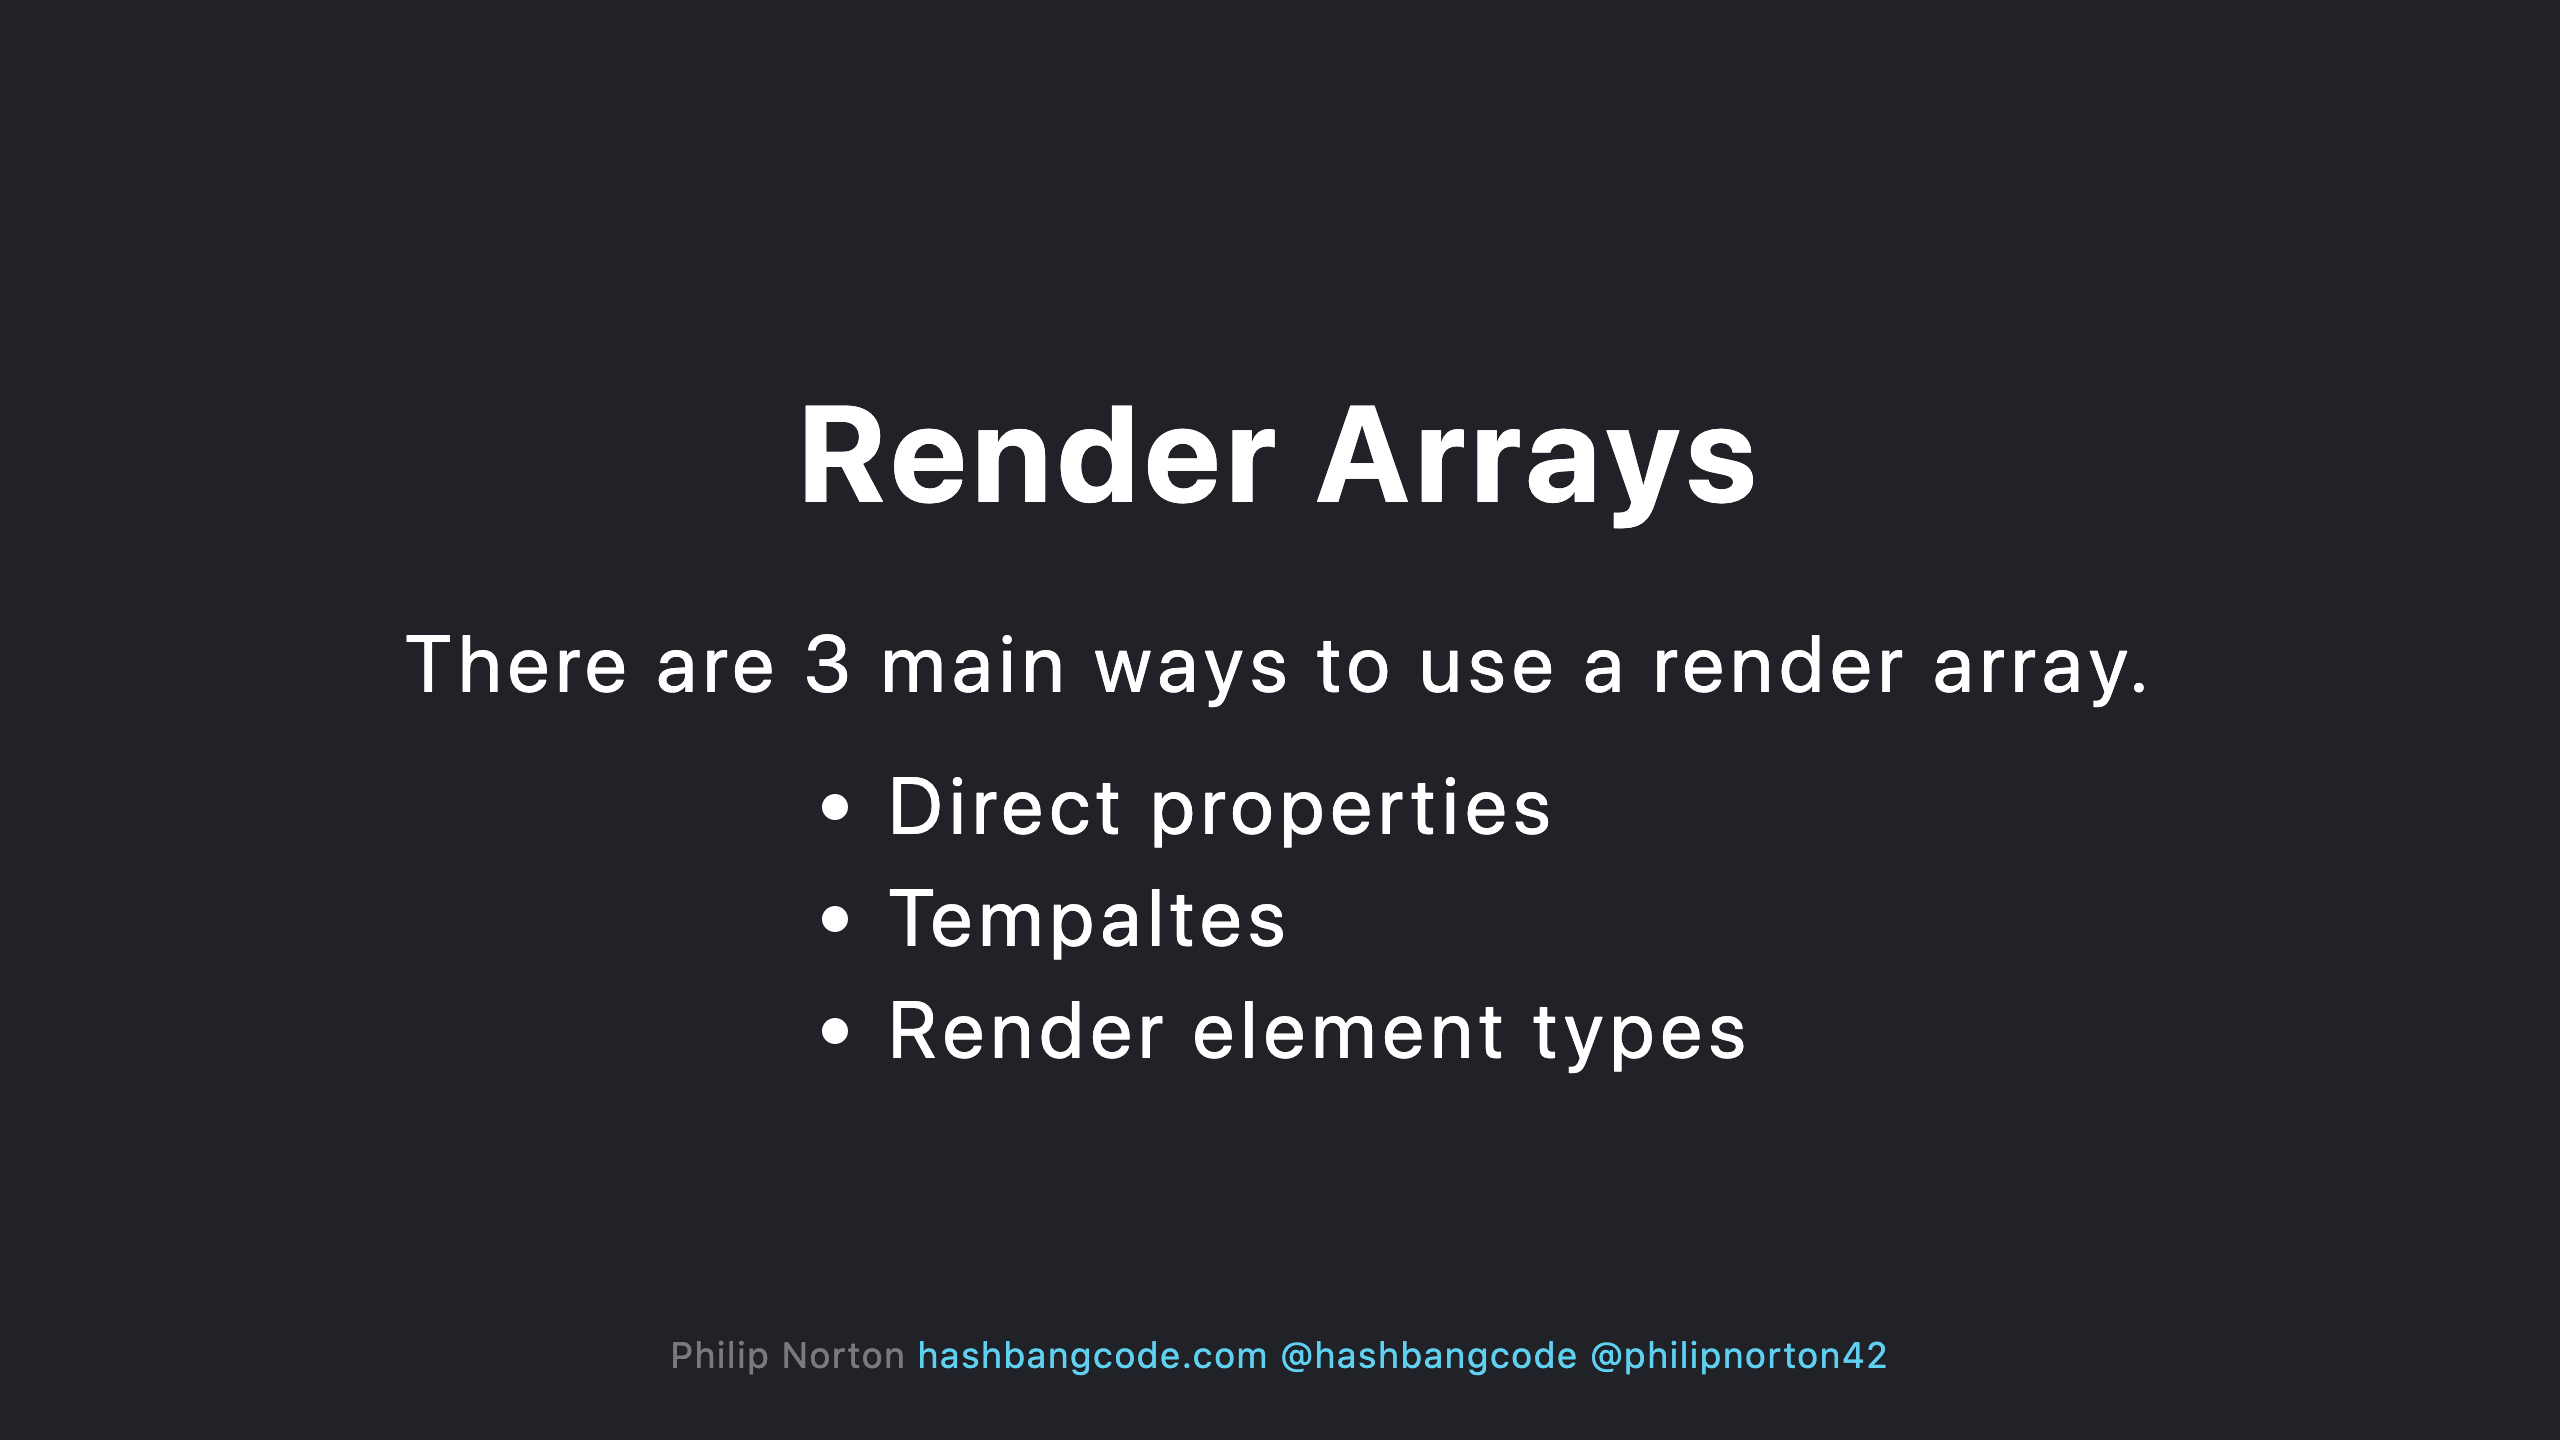 Render Arrays
There are 3 main ways to use a render array.
• Direct properties
• Tempaltes
• Render element types
Philip Norton hashbangcode.com @hashbangcode @philipnorton42